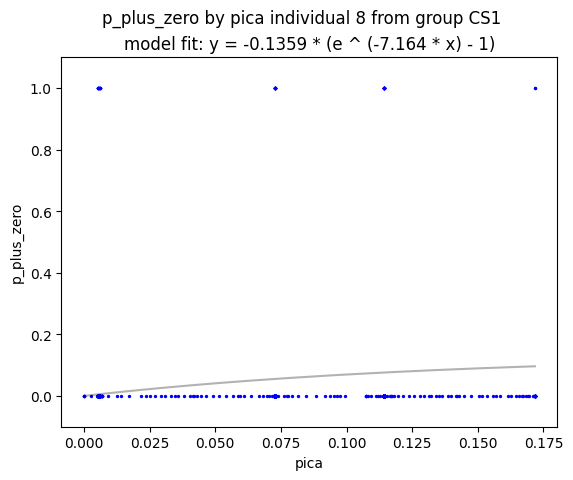 p_plus_zero by pica individual 8 from group CS1
model fit: y = -0.1359 * (e ^ (-7.164 * x) - 1)
1.0
0.8
0.6
0.4
0.2
0.0
p_plus_zero
0.000 0.025 0.050 0.075 0.100 0.125 0.150 0.175
pica